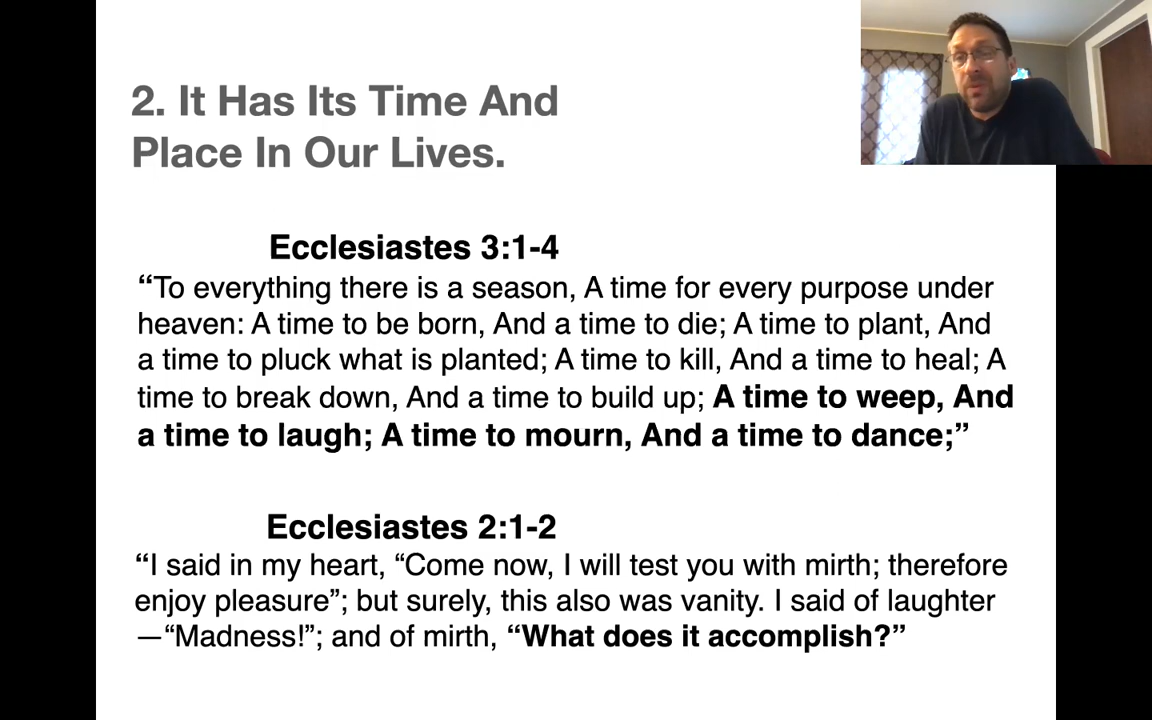 2. It Has Its Time And
Place In Our Lives.
Ecclesiastes 3:1-4
“To everything there is a season, A time for every purpose under
heaven: A time to be born, And a time to die; A time to plant, And
a time to pluck what is planted; A time to kill, And a time to heal; A
time to break down, And a time to build up; A time to weep, And
a time to laugh; A time to mourn, And a time to dance;”
Ecclesiastes 2:1-2
“I said in my heart, “Come now, I will test you with mirth; therefore
enjoy pleasure”; but surely, this also was vanity. I said of laughter
—“Madness!”; and of mirth, “What does it accomplish?”